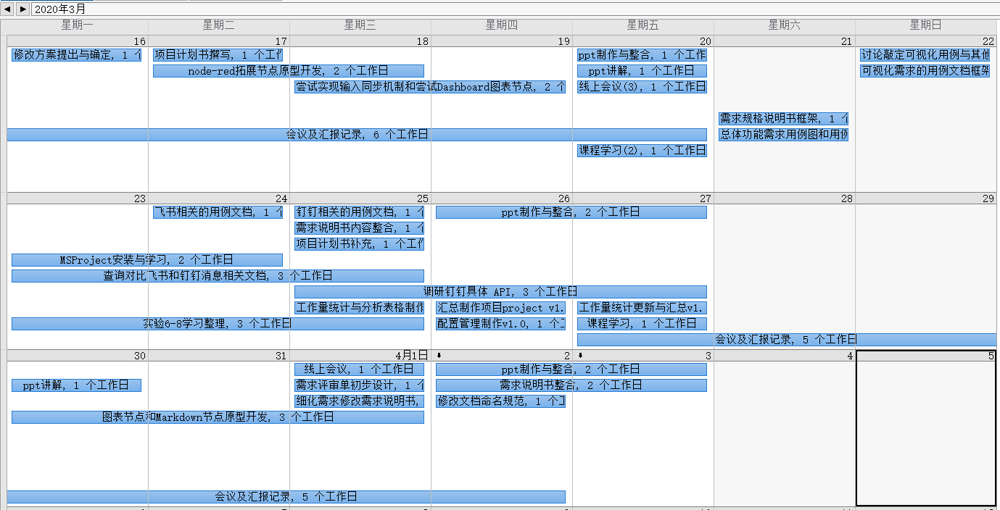 2020年3月
星期一 星期二 星期三 星期四 星期五 星期六 星期日
16 17 18 19 20 21 22
修改方案提出与确定, 1 个 项目计划书撰写, 1 个工作 ppt制作与整合, 1 个工作日 讨论敲定可视化用例与其他
node-red拓展节点原型开发, 2 个工作日 ppt讲解, 1 个工作日 可视化需求的用例文档框架
尝试实现输入同步机制和尝试Dashboard图表节点, 2 个 线上会议(3), 1 个工作日
需求规格说明书框架, 1 个
会议及汇报记录, 6 个工作日 总体功能需求用例图和用例
课程学习(2), 1 个工作日
23 24 25 26 27 28 29
飞书相关的用例文档, 1 个 钉钉相关的用例文档, 1 个 ppt制作与整合, 2 个工作日
需求说明书内容整合, 1 个
项目计划书补充, 1 个工作
MSProject安装与学习, 2 个工作日
查询对比飞书和钉钉消息相关文档, 3 个工作日
调研钉钉具体 API, 3 个工作日
工作量统计与分析表格制作 汇总制作项目project v1. 工作量统计更新与汇总v1.
实验6-8学习整理, 3 个工作日 配置管理制作v1.0, 1 个工 课程学习, 1 个工作日
会议及汇报记录, 5 个工作日
30 31 4月1日 2 3 4 5
线上会议, 1 个工作日 ppt制作与整合, 2 个工作日
ppt讲解, 1 个工作日 需求评审单初步设计, 1 个 需求说明书整合, 2 个工作日
细化需求修改需求说明书, 修改文档命名规范, 1 个工
图表节点和Markdown节点原型开发, 3 个工作日
会议及汇报记录, 5 个工作日